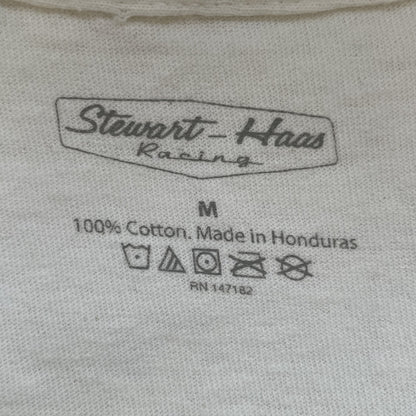 Stewart-Haas
Racing
M
100% Cotton. Made in Honduras
RN 147182